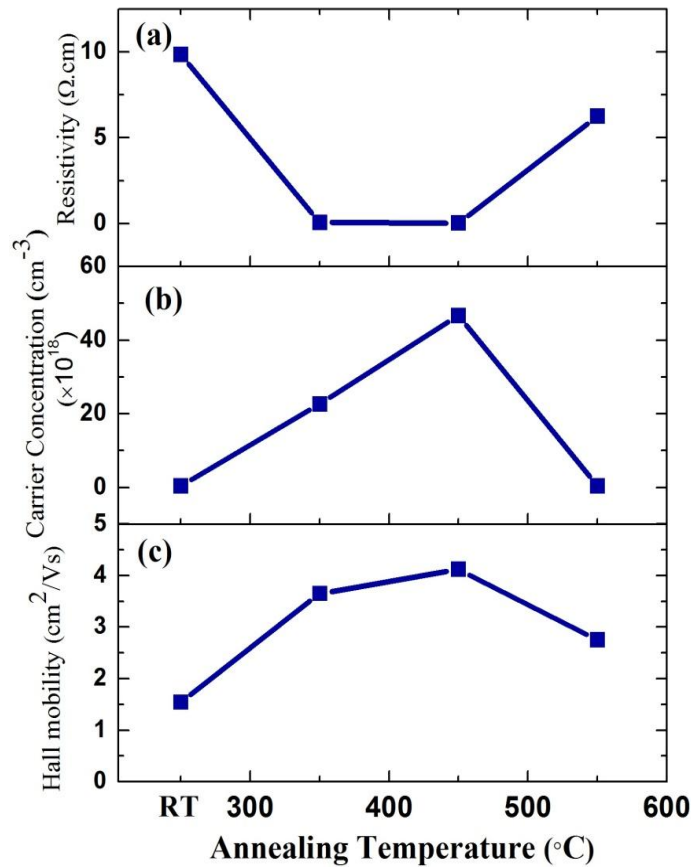 (a)
Resistivity (Ω.cm)
10
5
0
60
(b)
Carrier Concentration (cm-3)
(×1018)
40
20
0
5
(c)
Hall mobility (cm2/Vs)
4
3
2
1
0
RT 300 400 500 600
Annealing Temperature (°C)